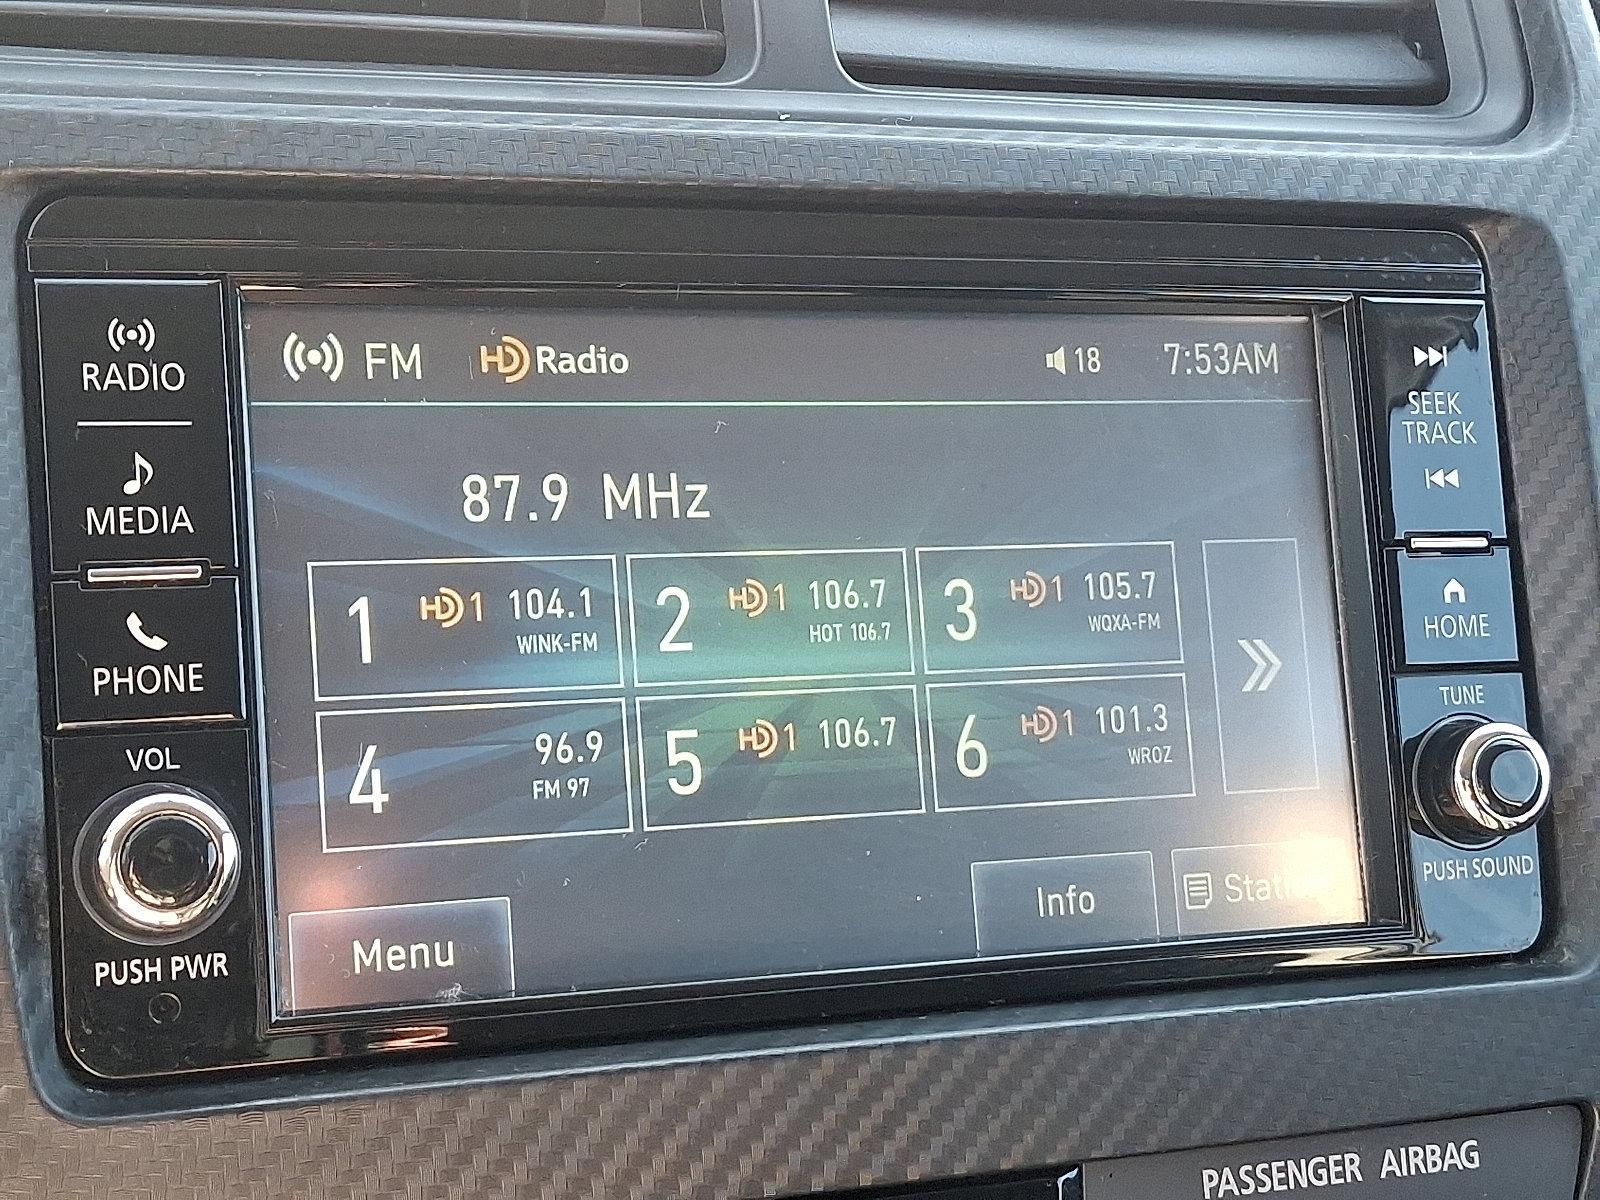 RADIO
MEDIA
PHONE
VOL
PUSH PWR
FM HD Radio 18 7:53AM
87.9 MHz
1 HD1 104.1
WINK-FM
2 HD1 106.7
HOT 106.7
3 HD1 105.7
WQXA-FM
4 96.9
FM 97
5 HD1 106.7
6 HD1 101.3
WROZ
Menu
Info
SEEK
TRACK
HOME
TUNE
PUSH SOUND
PASSENGER AIRBAG